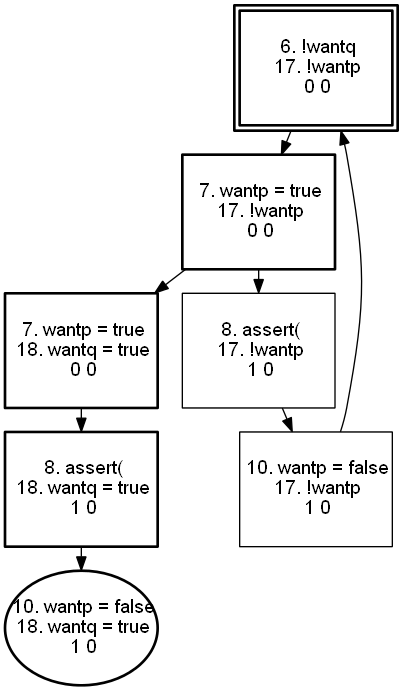 6. !wantq
17. !wantp
0 0
7. wantp = true
17. !wantp
0 0
7. wantp = true
18. wantq = true
0 0
8. assert(
17. !wantp
1 0
8. assert(
18. wantq = true
1 0
10. wantp = false
17. !wantp
1 0
10. wantp = false
18. wantq = true
1 0